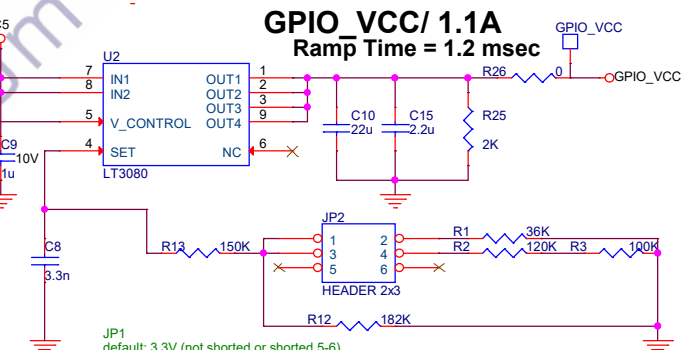 GPIO_VCC/ 1.1A
Ramp Time = 1.2 msec
GPIO_VCC
C5
U2
R26
0
GPIO_VCC
7
IN1
OUT1
1
8
IN2
OUT2
2
OUT3
3
5
V_CONTROL
OUT4
9
4
SET
NC
6
LT3080
C10
22u
C15
2.2u
R25
2K
C9
10V
1u
C8
3.3n
R13
150K
JP2
1
2
3
4
5
6
HEADER 2x3
R1
36K
R2
120K
R3
100K
R12
182K
JP1
default: 3.3V (not shorted or shorted 5-6)